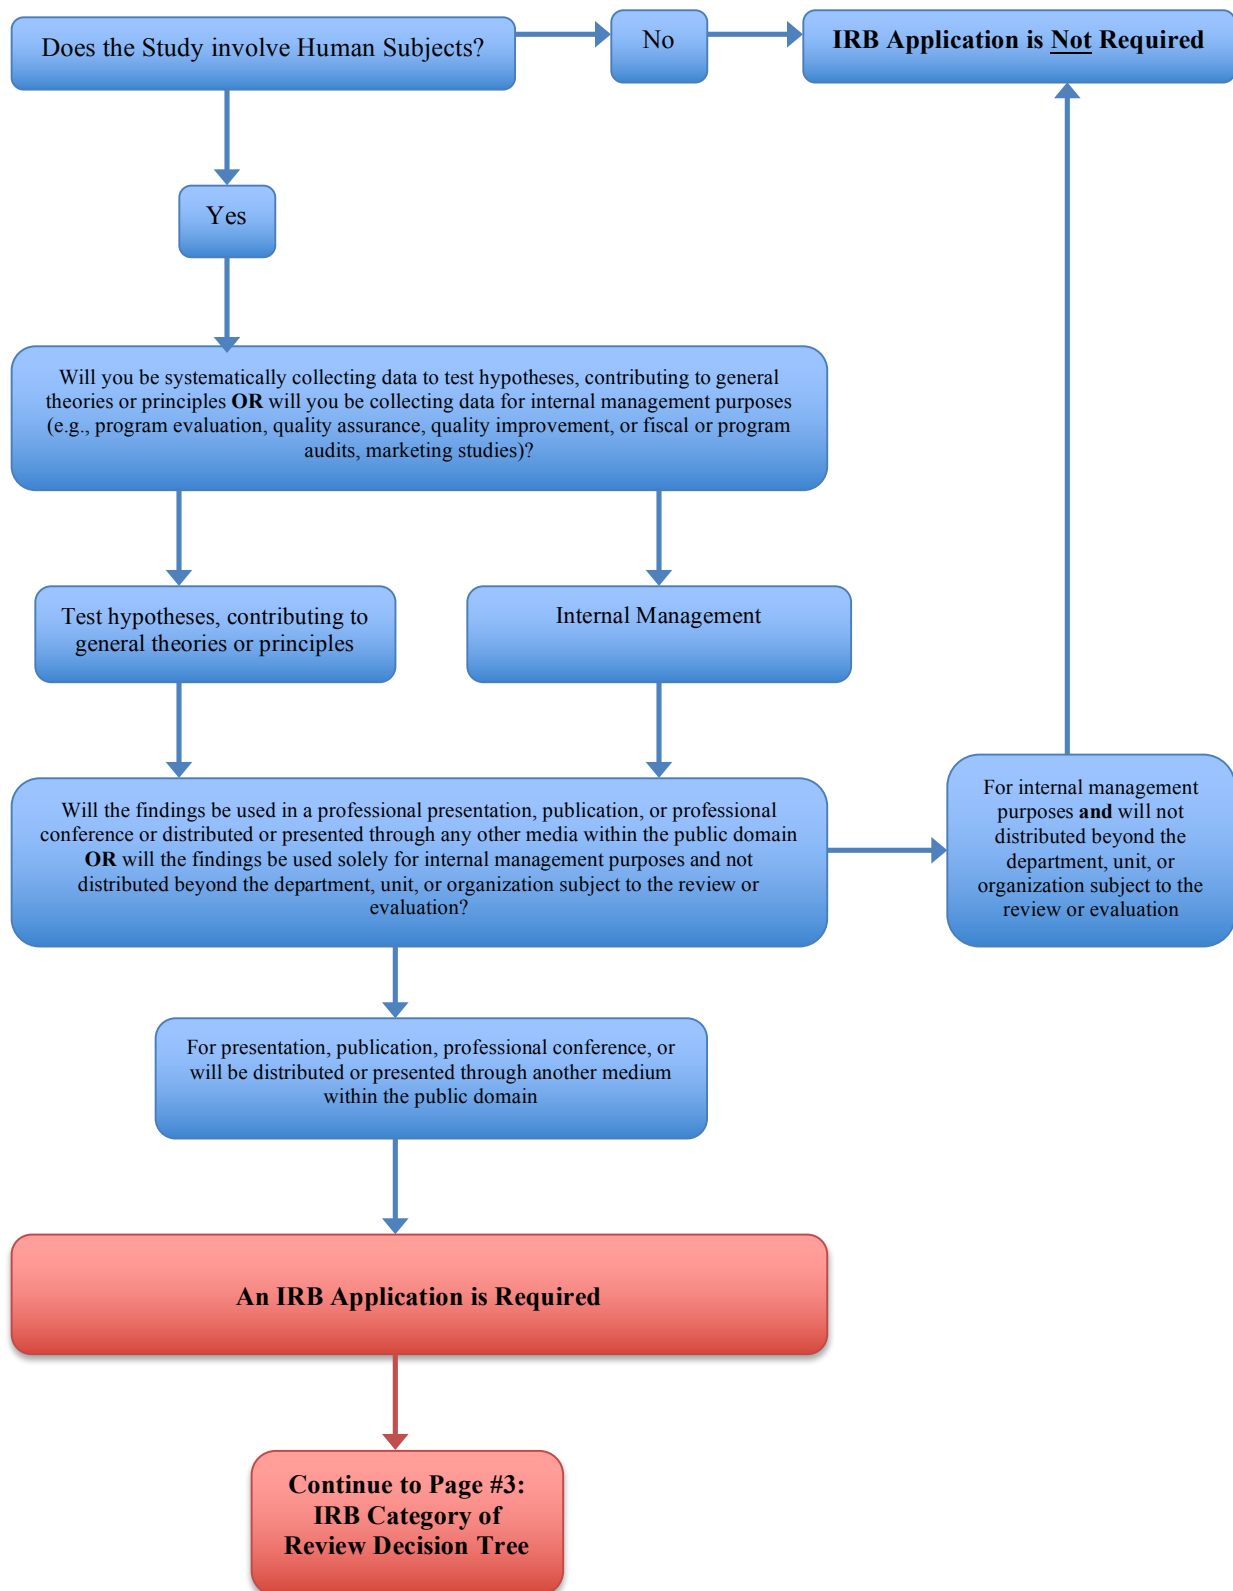 Does the Study involve Human Subjects?
No
IRB Application is Not Required
Yes
Will you be systematically collecting data to test hypotheses, contributing to general
theories or principles OR will you be collecting data for internal management purposes
(e.g., program evaluation, quality assurance, quality improvement, or fiscal or program
audits, marketing studies)?
Test hypotheses, contributing to
general theories or principles
Internal Management
Will the findings be used in a professional presentation, publication, or professional
conference or distributed or presented through any other media within the public domain
OR will the findings be used solely for internal management purposes and not
distributed beyond the department, unit, or organization subject to the review or
evaluation?
For internal management
purposes and will not
distributed beyond the
department, unit, or
organization subject to the
review or evaluation
For presentation, publication, professional conference, or
will be distributed or presented through another medium
within the public domain
An IRB Application is Required
Continue to Page #3:
IRB Category of
Review Decision Tree